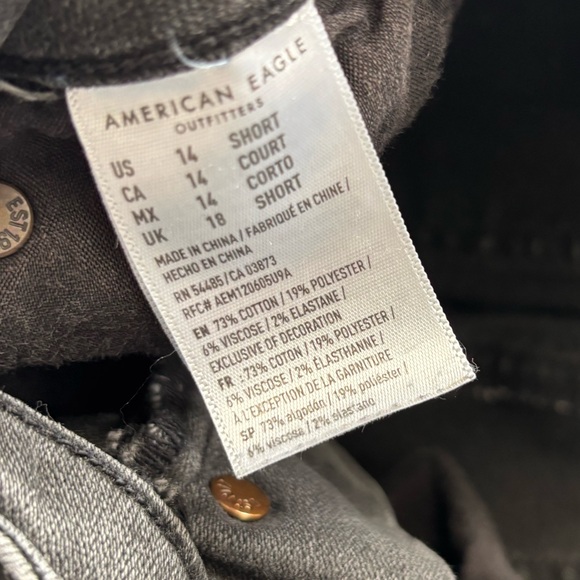 AMERICAN EAGLE
OUTFITTERS
US 14 SHORT
CA 14 COURT
MX 14 CORTO
UK 18 SHORT
MADE IN CHINA / FABRIQUÉ EN CHINE /
HECHO EN CHINA
RN 54485 / CA 03873
RFC# AEM120605U9A
EN 73% COTTON / 19% POLYESTER /
6% VISCOSE / 2% ELASTANE /
EXCLUSIVE OF DECORATION
FR : 73% COTON / 19% POLYESTER /
6% VISCOSE / 2% ÉLASTHANNE /
À L'EXCEPTION DE LA GARNITURE
SP 73% algodón / 19% poliéster /
6% viscosa / 2% elastano
EST 19